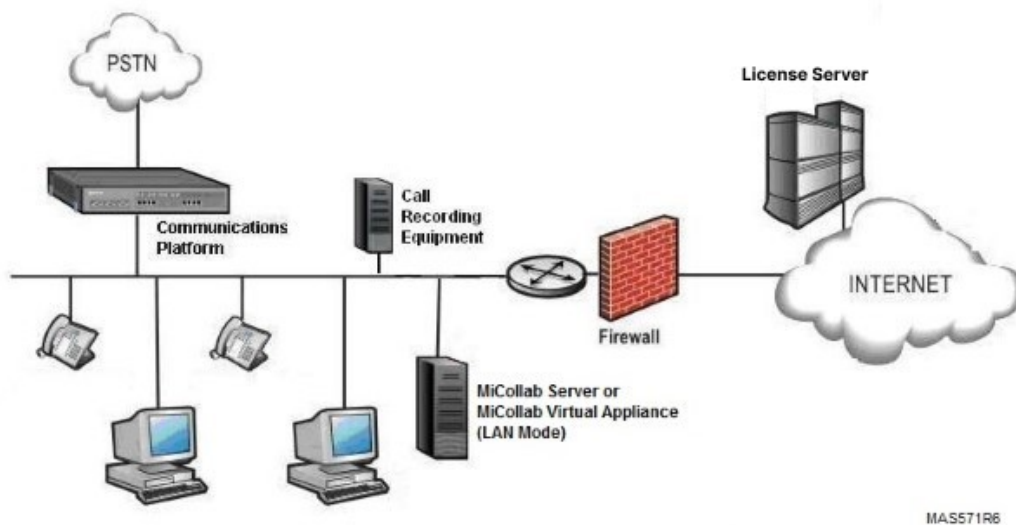 PSTN
License Server
Call
Recording
Equipment
Communications
Platform
INTERNET
Firewall
MiCollab Server or
MiCollab Virtual Appliance
(LAN Mode)
MAS571R6